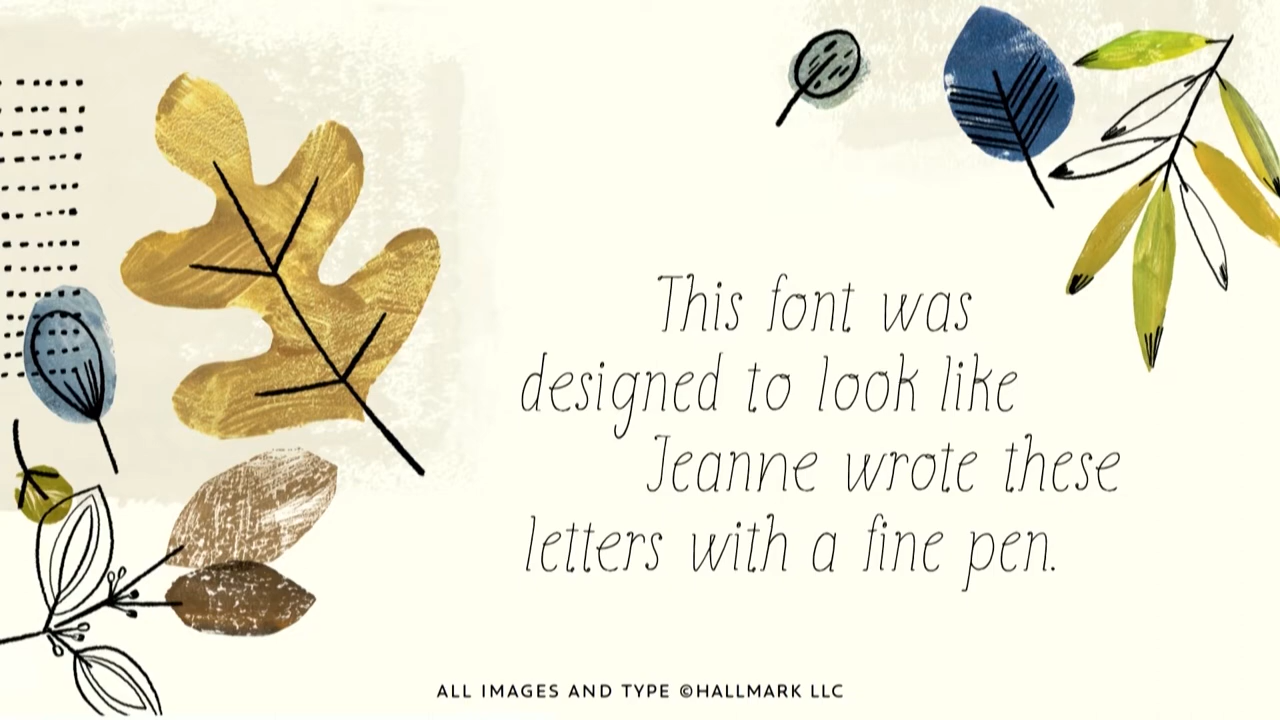 This font was
designed to look like
Jeanne wrote these
letters with a fine pen.
ALL IMAGES AND TYPE ©HALLMARK LLC